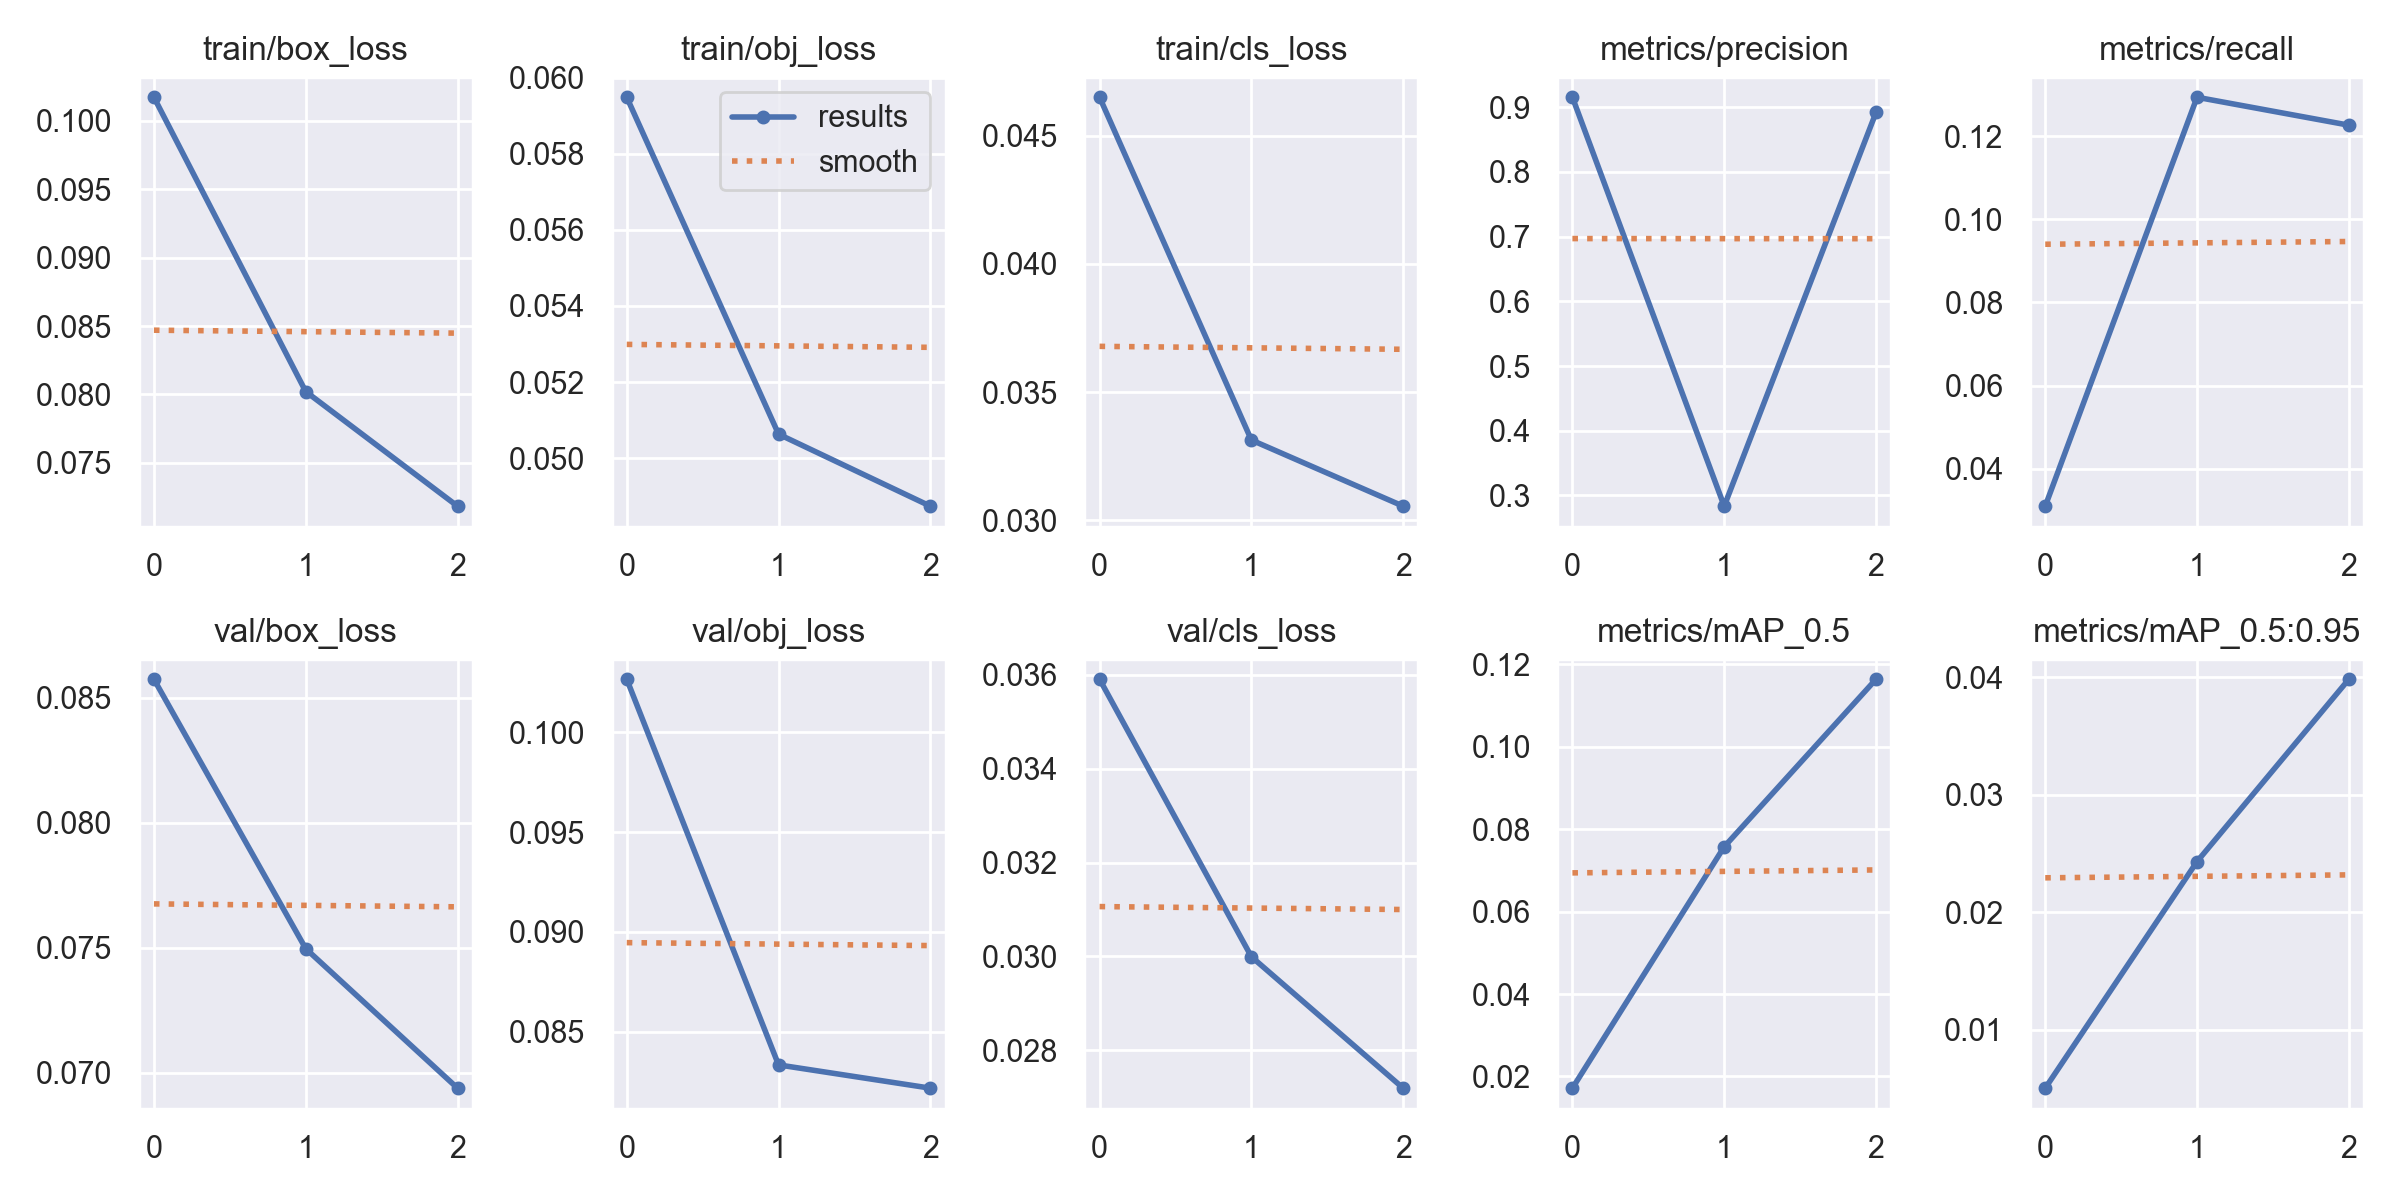 train/box_loss
0.100
0.095
0.090
0.085
0.080
0.075
0 1 2
train/obj_loss
0.060
0.058
0.056
0.054
0.052
0.050
results
smooth
0 1 2
train/cls_loss
0.045
0.040
0.035
0.030
0 1 2
metrics/precision
0.9
0.8
0.7
0.6
0.5
0.4
0.3
0 1 2
metrics/recall
0.12
0.10
0.08
0.06
0.04
0 1 2
val/box_loss
0.085
0.080
0.075
0.070
0 1 2
val/obj_loss
0.100
0.095
0.090
0.085
0 1 2
val/cls_loss
0.036
0.034
0.032
0.030
0.028
0 1 2
metrics/mAP_0.5
0.12
0.10
0.08
0.06
0.04
0.02
0 1 2
metrics/mAP_0.5:0.95
0.04
0.03
0.02
0.01
0 1 2